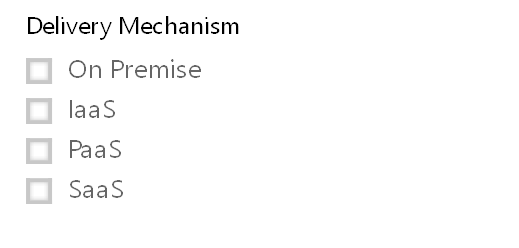 Delivery Mechanism
On Premise
IaaS
PaaS
SaaS